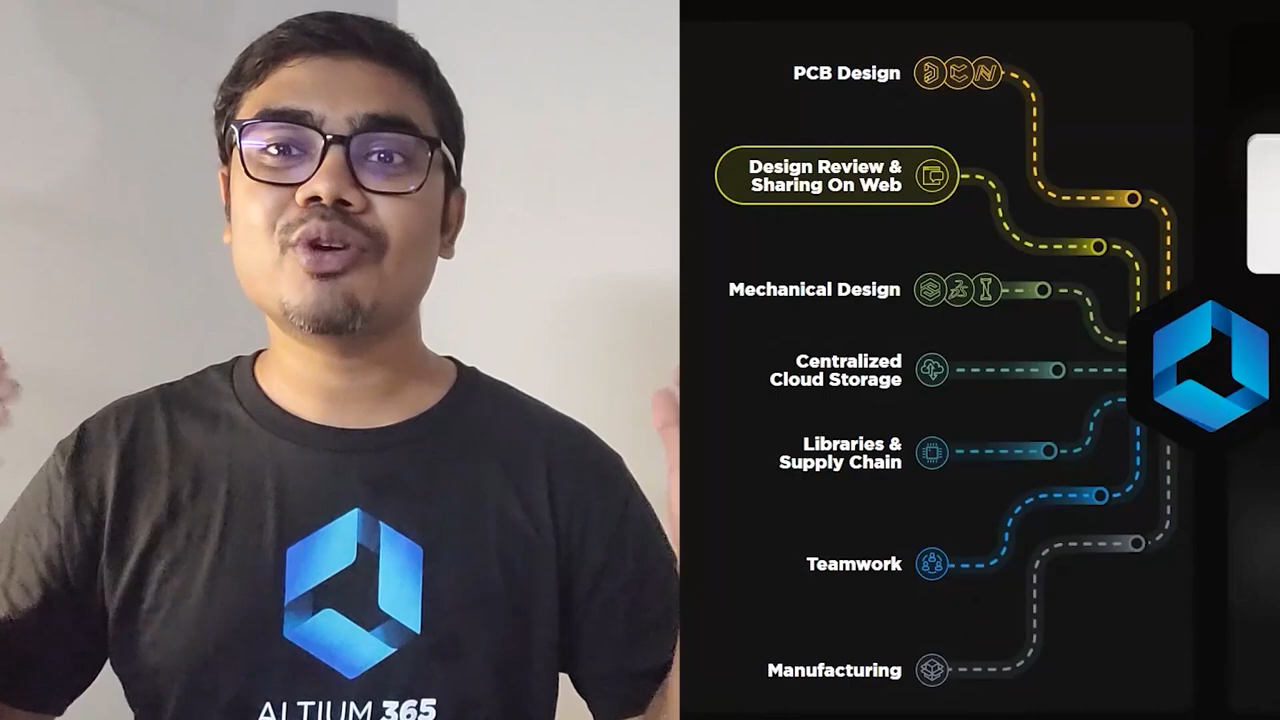 PCB Design
Design Review &
Sharing On Web
Mechanical Design
Centralized
Cloud Storage
Libraries &
Supply Chain
Teamwork
Manufacturing
ALTIUM 365